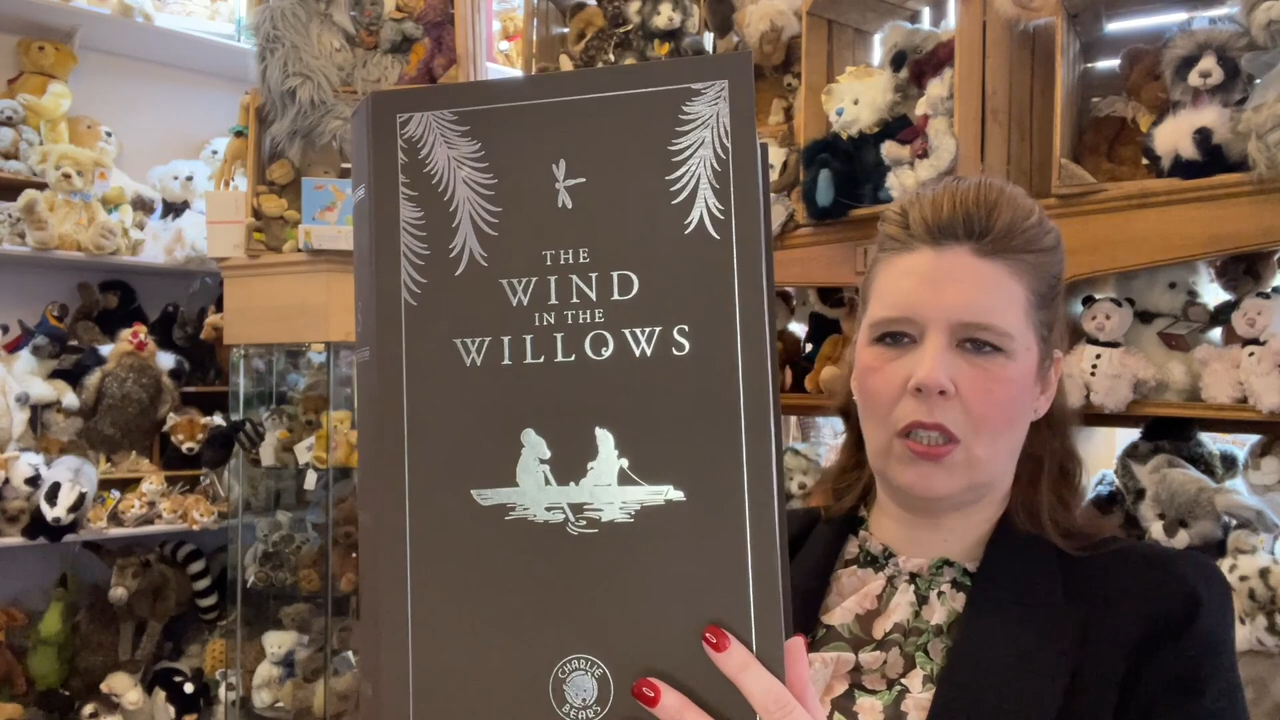 THE
WIND
IN THE
WILLOWS
CHARLIE
BEARS